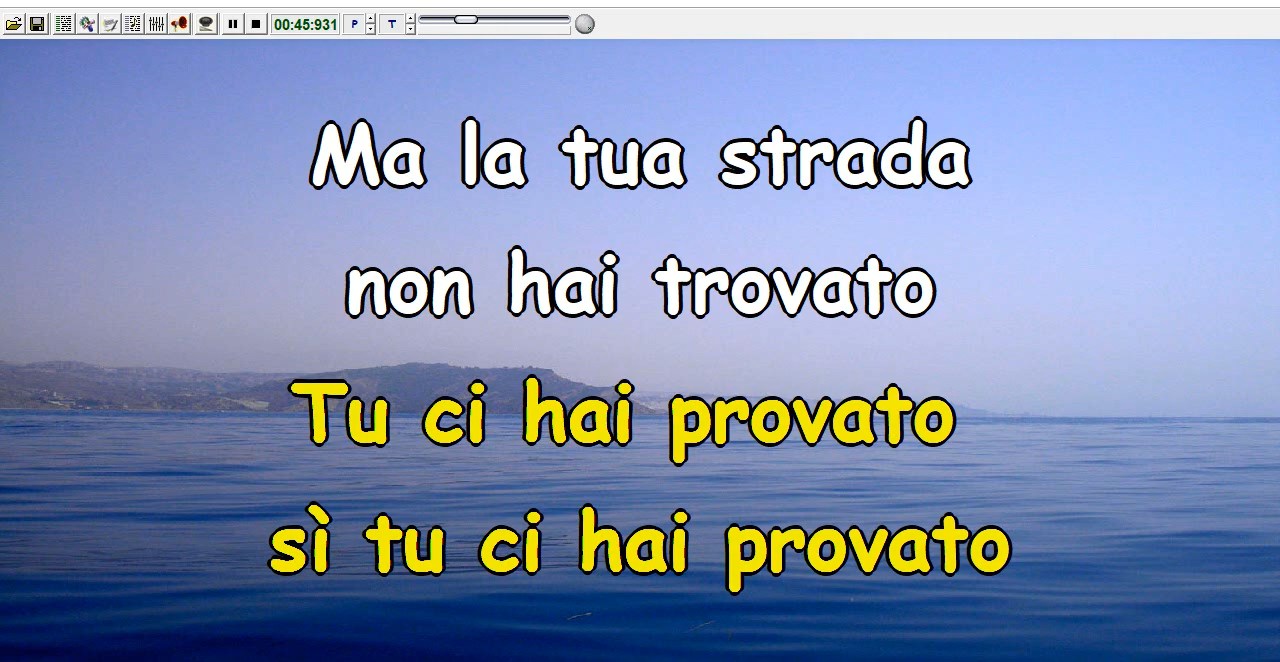 00:45:931 P T
Ma la tua strada
non hai trovato
Tu ci hai provato
sì tu ci hai provato